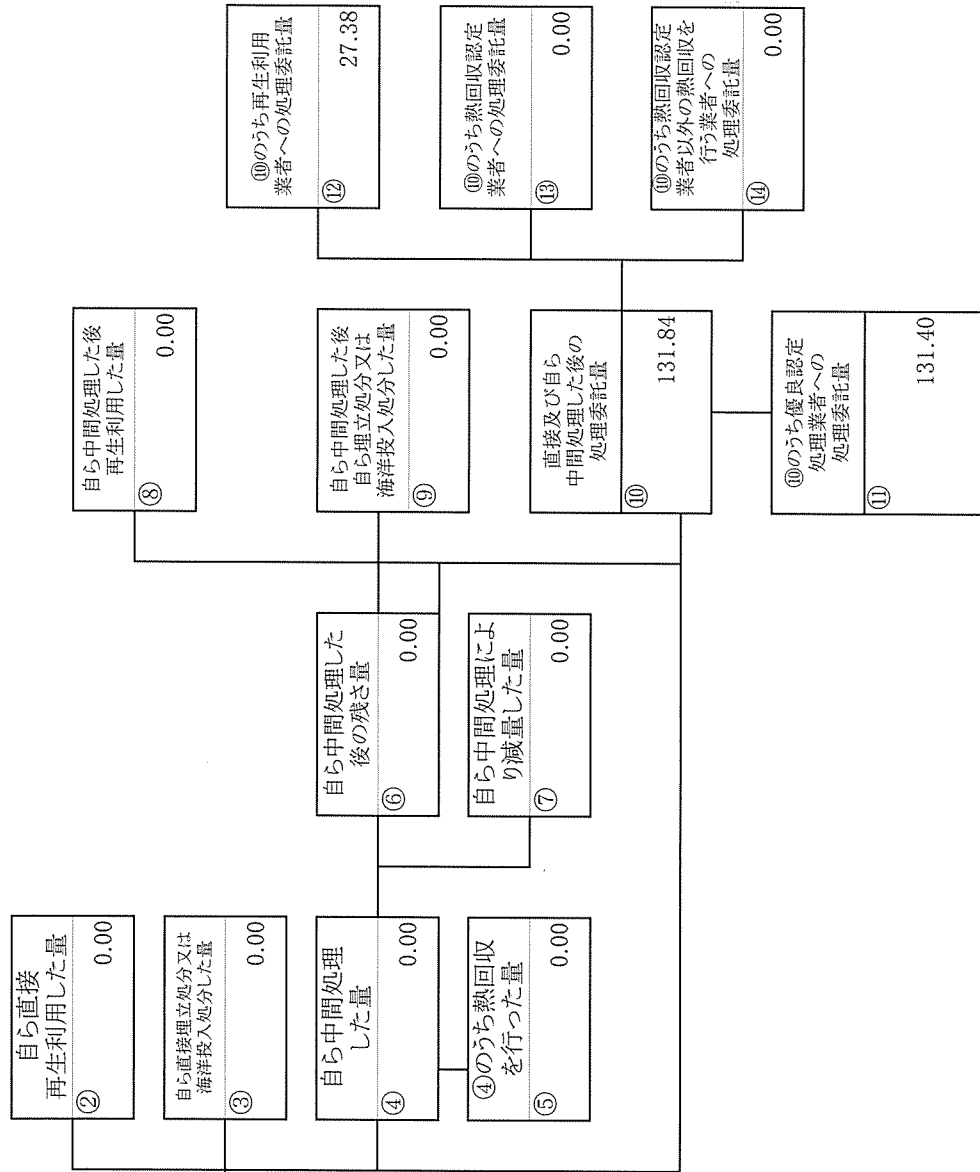 自ら直接
再生利用した量
②
0.00
自ら直接埋立処分又は
海洋投入処分した量
③
0.00
自ら中間処理
した量
④
0.00
④のうち熱回収
を行った量
⑤
0.00
自ら中間処理した
後の残さ量
⑥
0.00
自ら中間処理によ
り減量した量
⑦
0.00
自ら中間処理した後
再生利用した量
⑧
0.00
自ら中間処理した後
自ら埋立処分又は
海洋投入処分した量
⑨
0.00
直接及び自ら
中間処理した後の
処理委託量
⑩
131.84
⑩のうち優良認定
処理業者への
処理委託量
⑪
131.40
⑩のうち再生利用
業者への処理委託量
⑫
27.38
⑩のうち熱回収認定
業者への処理委託量
⑬
0.00
⑩のうち熱回収認定
業者以外の熱回収を
行う業者への
処理委託量
⑭
0.00